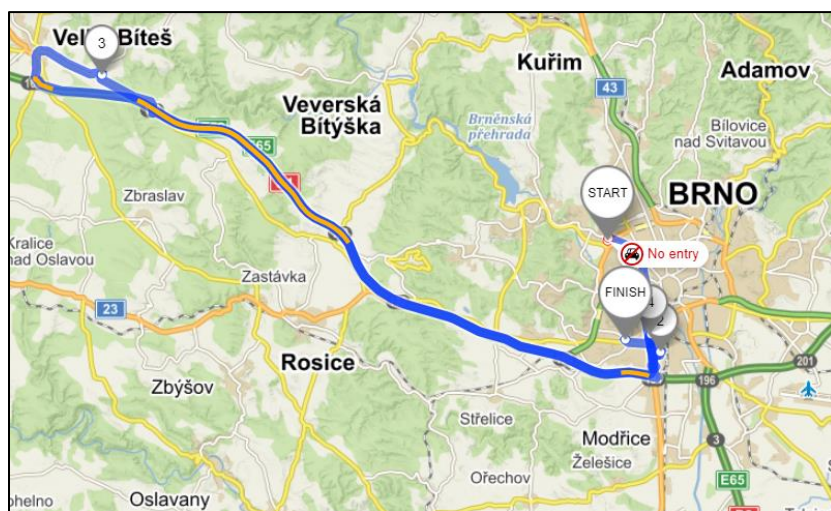 Vel
Bíteš
3
Kuřim
Adamov
43
Veverská
Bítýška
Brněnská
přehrada
Bílovice
nad Svitavou
E65
START
BRNO
Zbraslav
No entry
Kralice
nad Oslavou
Zastávka
FINISH
4
2
23
Rosice
201
196
Zbýšov
Střelice
Modřice
3
Želešice
Ořechov
E65
Oslavany